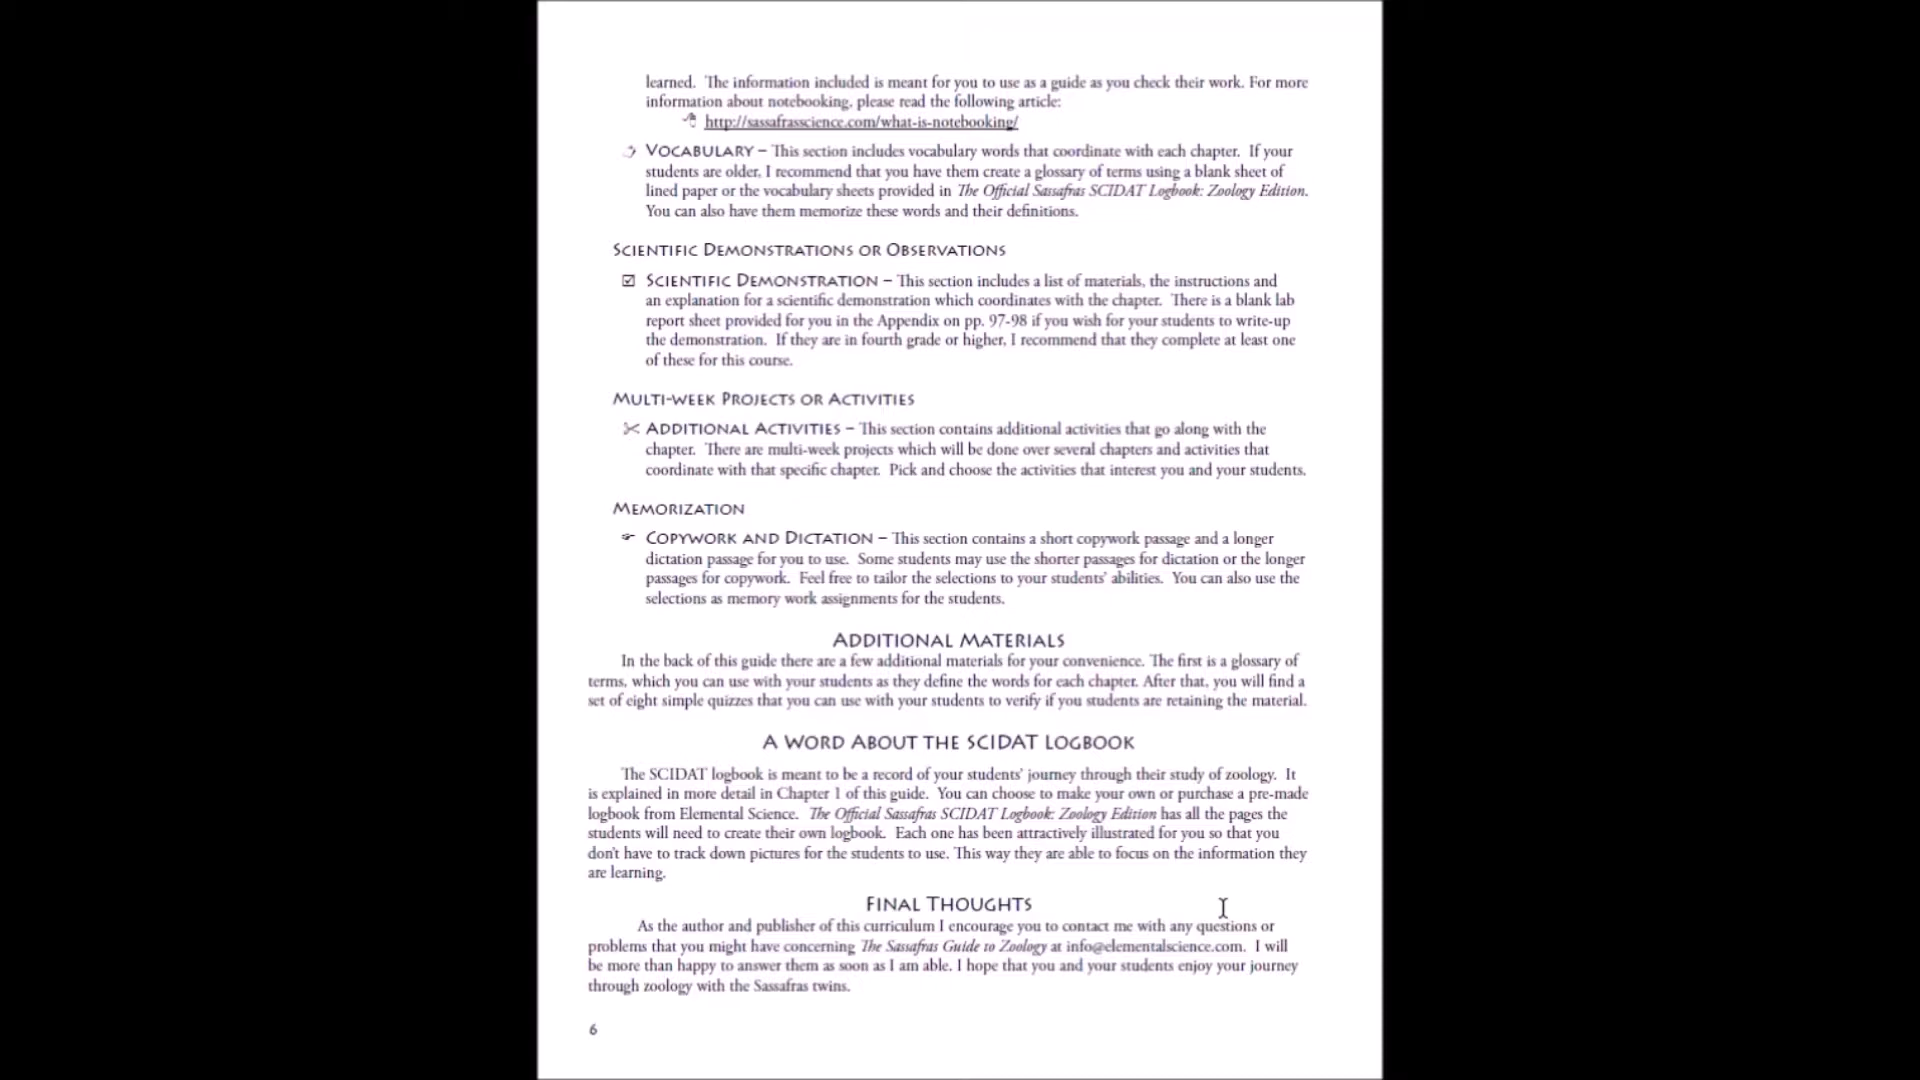 learned. The information included is meant for you to use as a guide as you check their work. For more
information about notebooking, please read the following article:
http://sassafrasscience.com/what-is-notebooking/
VOCABULARY – This section includes vocabulary words that coordinate with each chapter. If your
students are older, I recommend that you have them create a glossary of terms using a blank sheet of
lined paper or the vocabulary sheets provided in The Official Sassafras SCIDAT Logbook: Zoology Edition.
You can also have them memorize these words and their definitions.
SCIENTIFIC DEMONSTRATIONS OR OBSERVATIONS
SCIENTIFIC DEMONSTRATION – This section includes a list of materials, the instructions and
an explanation for a scientific demonstration which coordinates with the chapter. There is a blank lab
report sheet provided for you in the Appendix on pp. 97-98 if you wish for your students to write-up
the demonstration. If they are in fourth grade or higher, I recommend that they complete at least one
of these for this course.
MULTI-WEEK PROJECTS OR ACTIVITIES
ADDITIONAL ACTIVITIES – This section contains additional activities that go along with the
chapter. There are multi-week projects which will be done over several chapters and activities that
coordinate with that specific chapter. Pick and choose the activities that interest you and your students.
MEMORIZATION
COPYWORK AND DICTATION – This section contains a short copywork passage and a longer
dictation passage for you to use. Some students may use the shorter passages for dictation or the longer
passages for copywork. Feel free to tailor the selections to your students' abilities. You can also use the
selections as memory work assignments for the students.
ADDITIONAL MATERIALS
In the back of this guide there are a few additional materials for your convenience. The first is a glossary of
terms, which you can use with your students as they define the words for each chapter. After that, you will find a
set of eight simple quizzes that you can use with your students to verify if you students are retaining the material.
A WORD ABOUT THE SCIDAT LOGBOOK
The SCIDAT logbook is meant to be a record of your students' journey through their study of zoology. It
is explained in more detail in Chapter 1 of this guide. You can choose to make your own or purchase a pre-made
logbook from Elemental Science. The Official Sassafras SCIDAT Logbook: Zoology Edition has all the pages the
students will need to create their own logbook. Each one has been attractively illustrated for you so that you
don't have to track down pictures for the students to use. This way they are able to focus on the information they
are learning.
FINAL THOUGHTS
As the author and publisher of this curriculum I encourage you to contact me with any questions or
problems that you might have concerning The Sassafras Guide to Zoology at info@elementalscience.com. I will
be more than happy to answer them as soon as I am able. I hope that you and your students enjoy your journey
through zoology with the Sassafras twins.
6